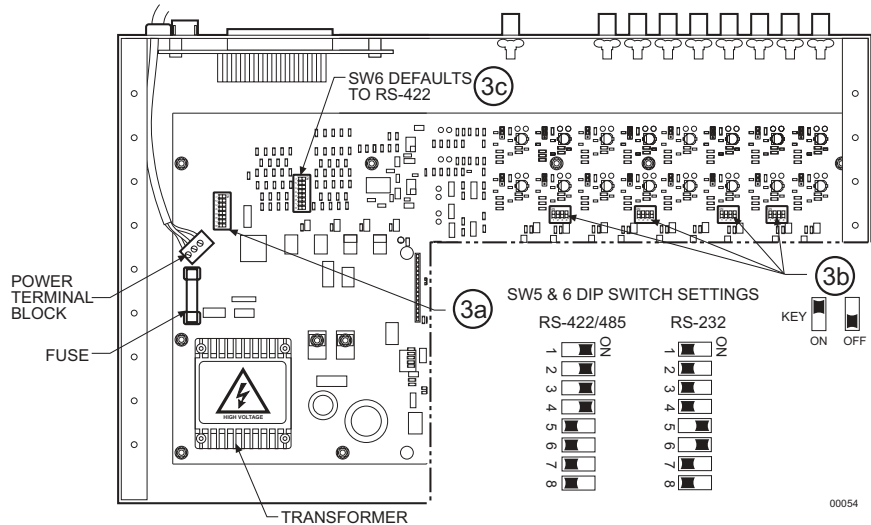 SW6 DEFAULTS
TO RS-422
3c
POWER
TERMINAL
BLOCK
FUSE
3a
3b
SW5 & 6 DIP SWITCH SETTINGS
KEY
ON OFF
RS-422/485
ON
1
2
3
4
5
6
7
8
RS-232
ON
1
2
3
4
5
6
7
8
HIGH VOLTAGE
TRANSFORMER
00054